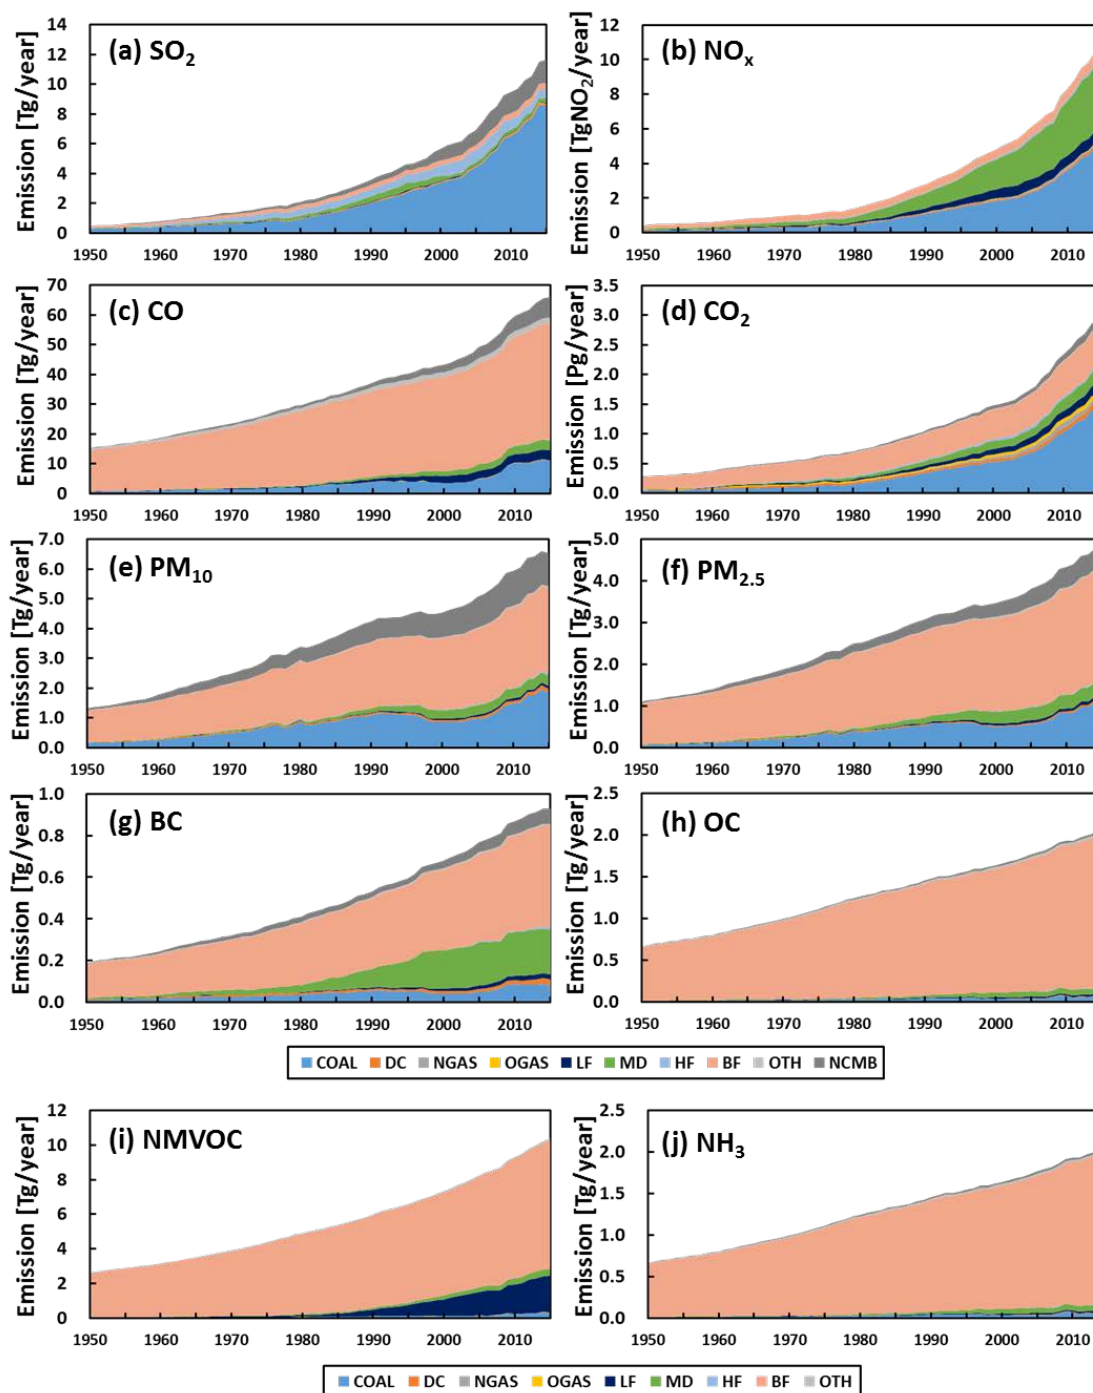 (a) SO2
Emission [Tg/year]
14
12
10
8
6
4
2
0
1950 1960 1970 1980 1990 2000 2010
(b) NOx
Emission [TgNO2/year]
12
10
8
6
4
2
0
1950 1960 1970 1980 1990 2000 2010
(c) CO
Emission [Tg/year]
70
60
50
40
30
20
10
0
1950 1960 1970 1980 1990 2000 2010
(d) CO2
Emission [Pg/year]
3.5
3.0
2.5
2.0
1.5
1.0
0.5
0.0
1950 1960 1970 1980 1990 2000 2010
(e) PM10
Emission [Tg/year]
7.0
6.0
5.0
4.0
3.0
2.0
1.0
0.0
1950 1960 1970 1980 1990 2000 2010
(f) PM2.5
Emission [Tg/year]
5.0
4.0
3.0
2.0
1.0
0.0
1950 1960 1970 1980 1990 2000 2010
(g) BC
Emission [Tg/year]
1.0
0.8
0.6
0.4
0.2
0.0
1950 1960 1970 1980 1990 2000 2010
(h) OC
Emission [Tg/year]
2.5
2.0
1.5
1.0
0.5
0.0
1950 1960 1970 1980 1990 2000 2010
COAL DC NGAS OGAS LF MD HF BF OTH NCMB
(i) NMVOC
Emission [Tg/year]
12
10
8
6
4
2
0
1950 1960 1970 1980 1990 2000 2010
(j) NH3
Emission [Tg/year]
2.5
2.0
1.5
1.0
0.5
0.0
1950 1960 1970 1980 1990 2000 2010
COAL DC NGAS OGAS LF MD HF BF OTH